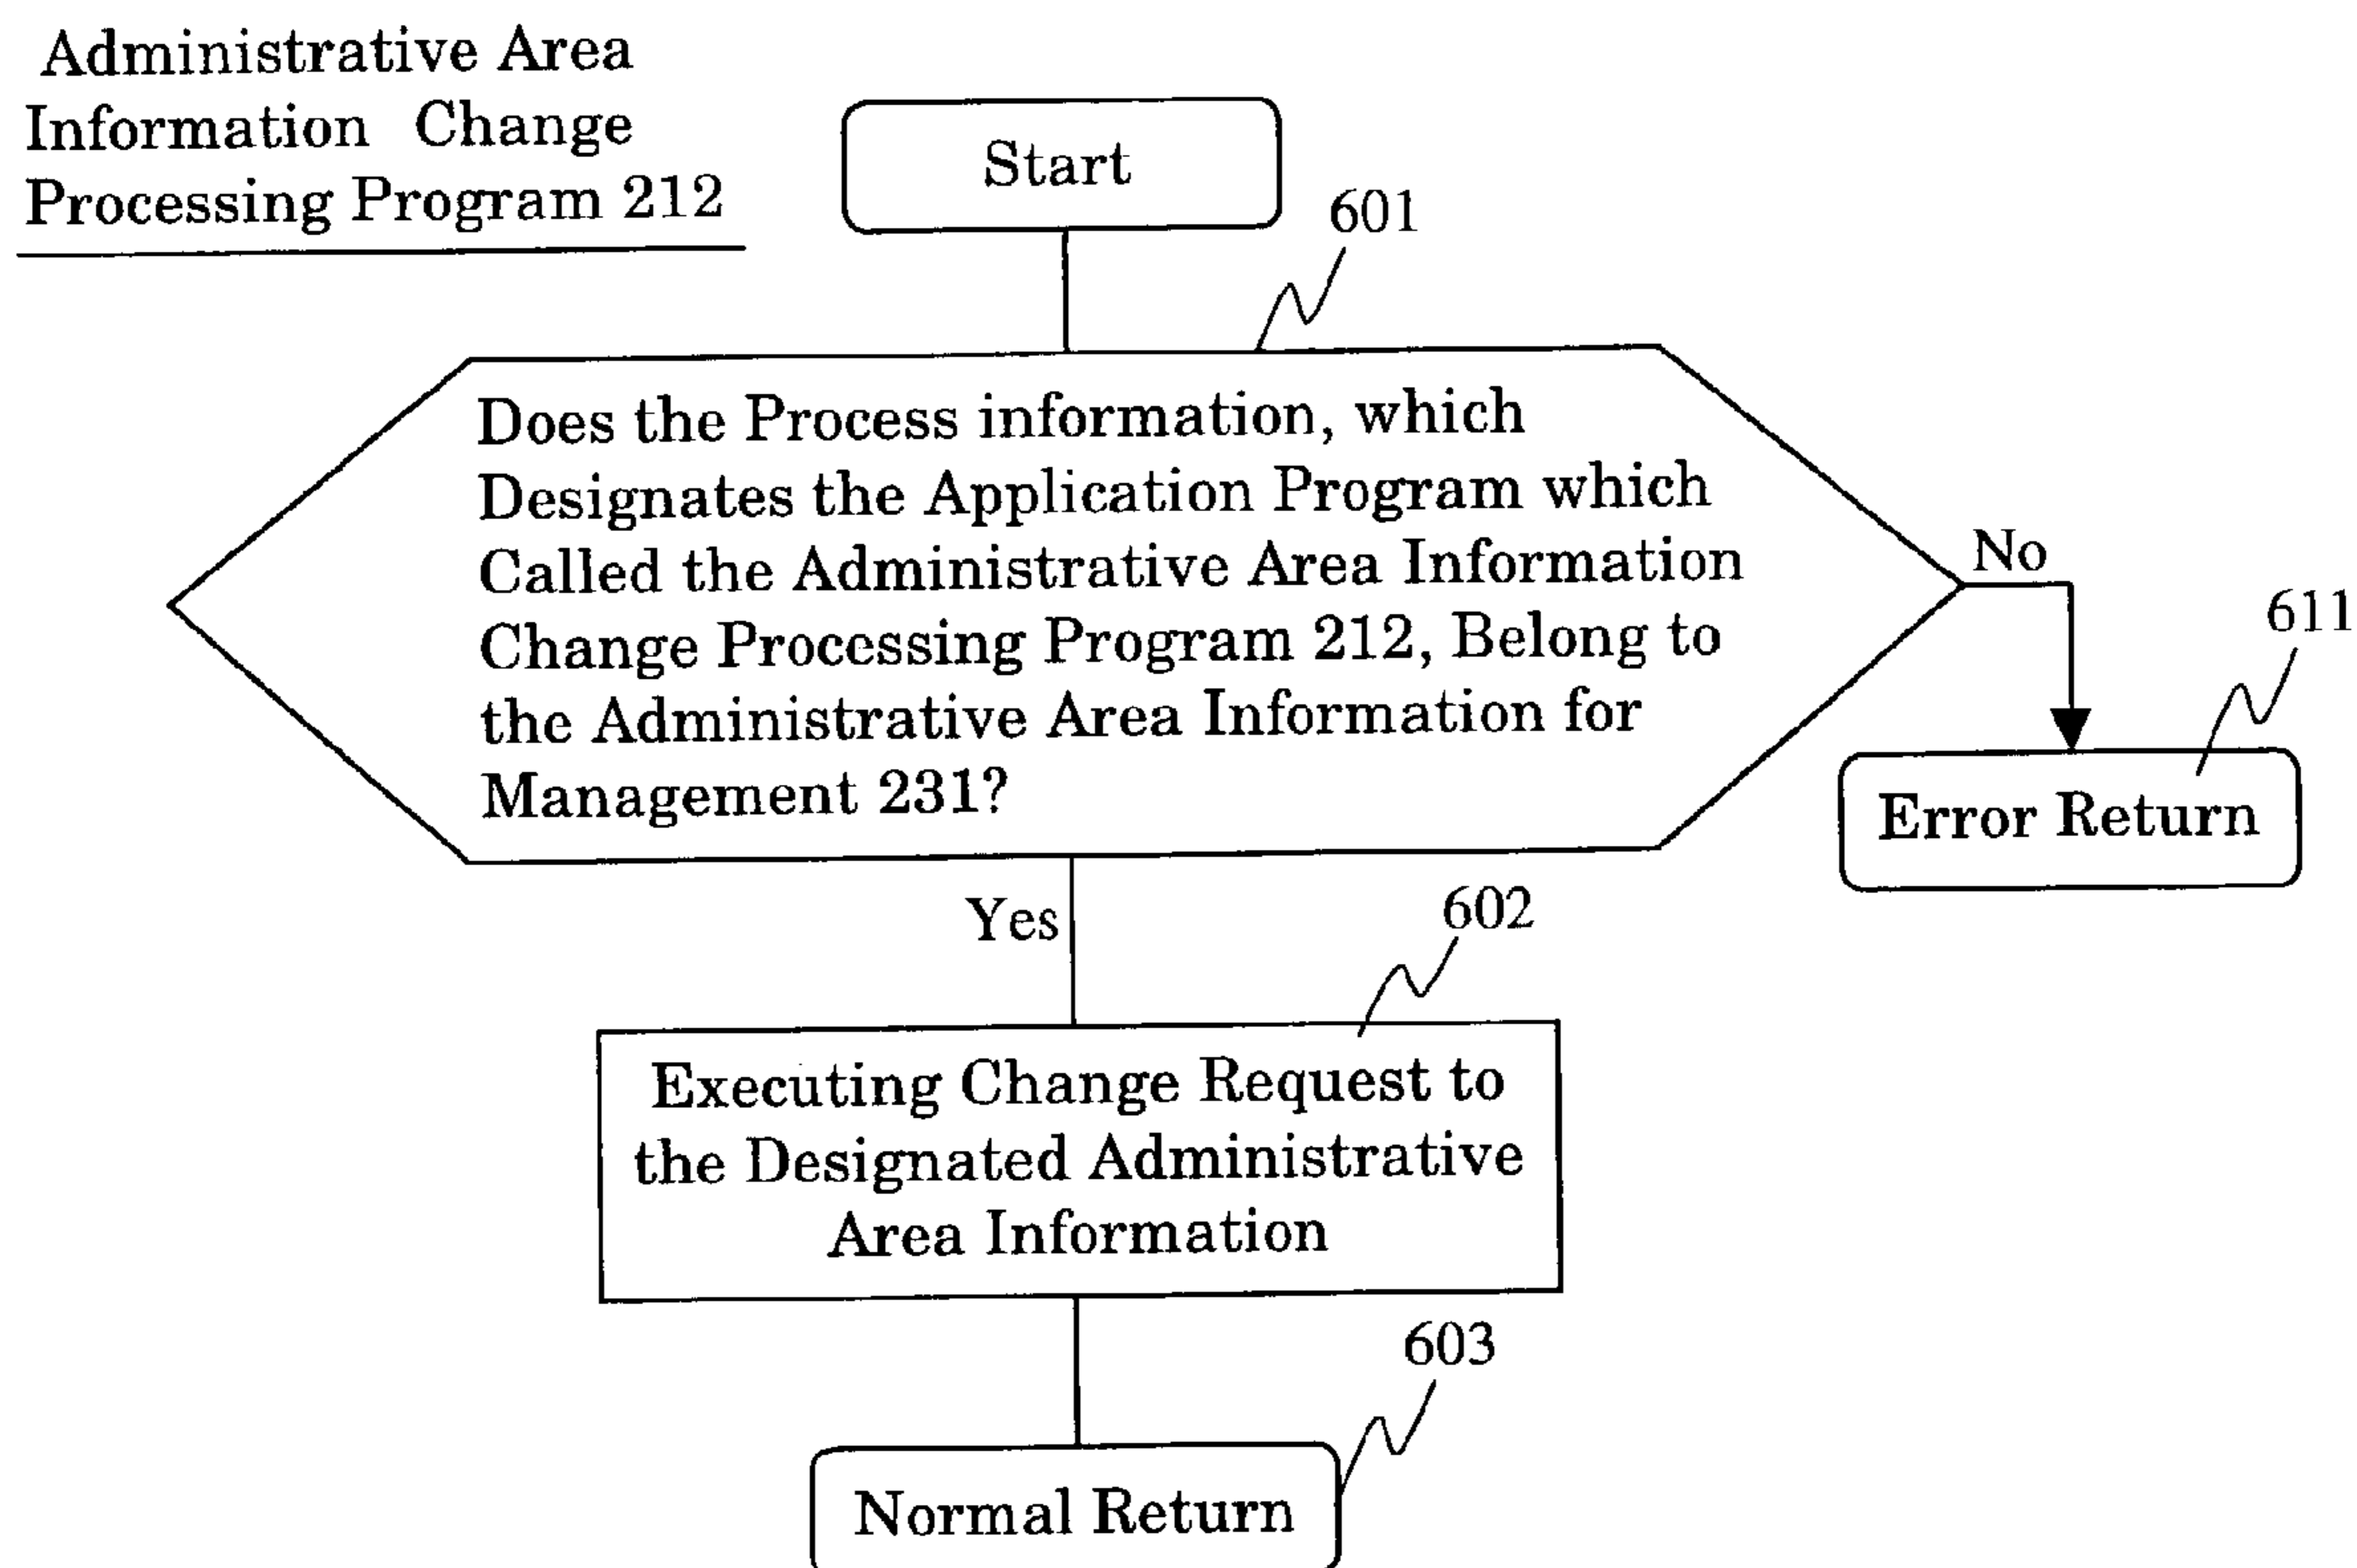 Administrative Area
Information Change
Processing Program 212
Start
601
Does the Process information, which
Designates the Application Program which
Called the Administrative Area Information
Change Processing Program 212, Belong to
the Administrative Area Information for
Management 231?
No
611
Error Return
Yes
602
Executing Change Request to
the Designated Administrative
Area Information
603
Normal Return